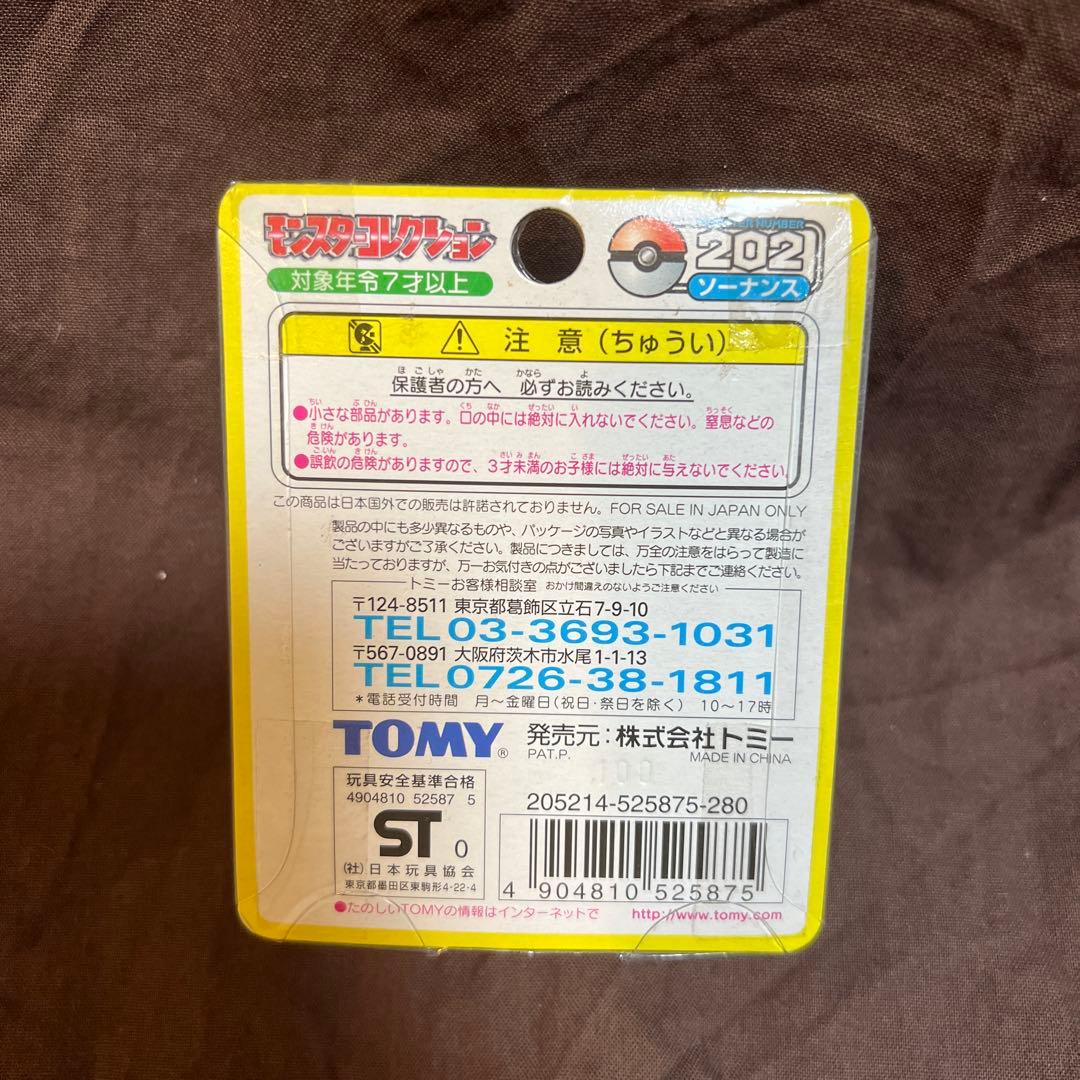 モンスターコレクション
対象年令7才以上
MONSTER NUMBER
202
ソーナンス
注 意(ちゅうい)
保護者の方へ 必ずお読みください。
●小さな部品があります。口の中には絶対に入れないでください。窒息などの
危険があります。
●誤飲の危険がありますので、3才未満のお子様には絶対に与えないでください。
この商品は日本国外での販売は許諾されておりません。FOR SALE IN JAPAN ONLY
製品の中にも多少異なるものや、パッケージの写真やイラストなどと異なる場合が
ございますがご了承ください。製品につきましては、万全の注意をはらって製造に
当たっておりますが、万一お気付きの点がございましたら下記までご連絡ください。
トミーお客様相談室 おかけ間違えのないようご注意ください
〒124-8511 東京都葛飾区立石7-9-10
TEL 03-3693-1031
〒567-0891 大阪府茨木市水尾1-1-13
TEL 0726-38-1811
*電話受付時間 月〜金曜日(祝日・祭日を除く) 10〜17時
TOMY® 発売元:株式会社トミー
PAT.P. MADE IN CHINA
玩具安全基準合格
4904810 52587 5
ST 0
(社)日本玩具協会
東京都墨田区東駒形4-22-4
100
205214-525875-280
4 904810 525875
●たのしいTOMYの情報はインターネットで http://www.tomy.com